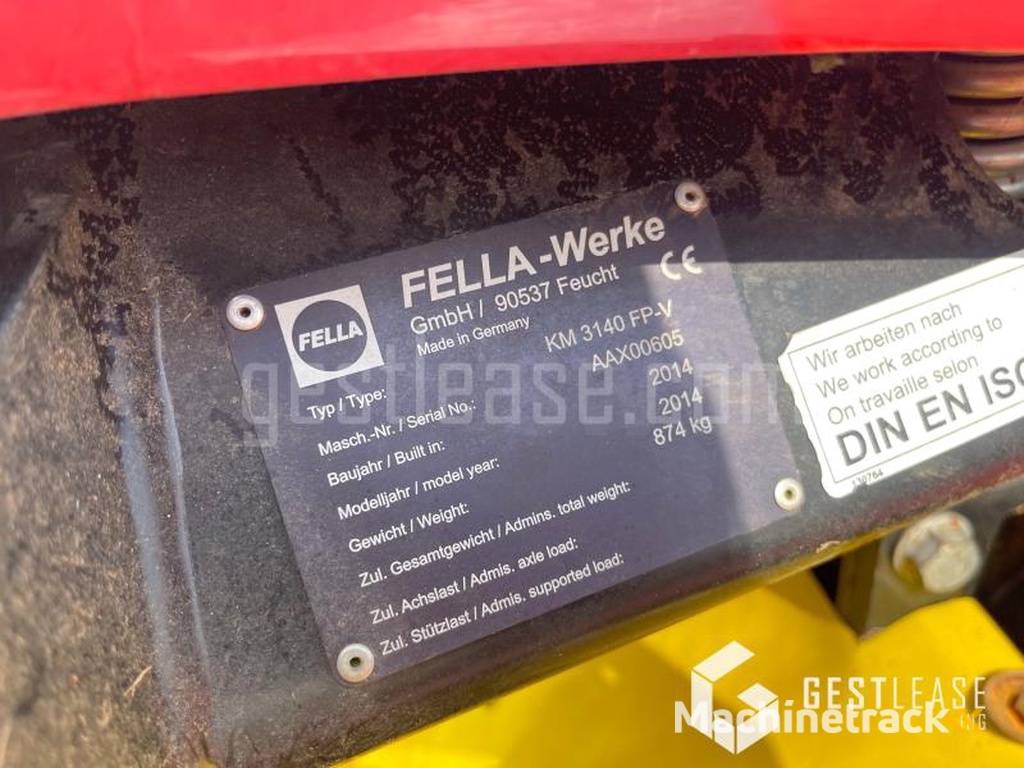 FELLA
FELLA-Werke
GmbH / 90537 Feucht
Made in Germany
CE
Typ / Type: KM 3140 FP-V
Masch.-Nr. / Serial No.: AAX00605
Baujahr / Built in: 2014
Modelljahr / model year: 2014
Gewicht / Weight: 874 kg
Zul. Gesamtgewicht / Admins. total weight:
Zul. Achslast / Admis. axle load:
Zul. Stützlast / Admis. supported load:
Wir arbeiten nach
We work according to
On travaille selon
DIN EN ISO
139764
gestlease.com
GESTLEASE
Machinetrack